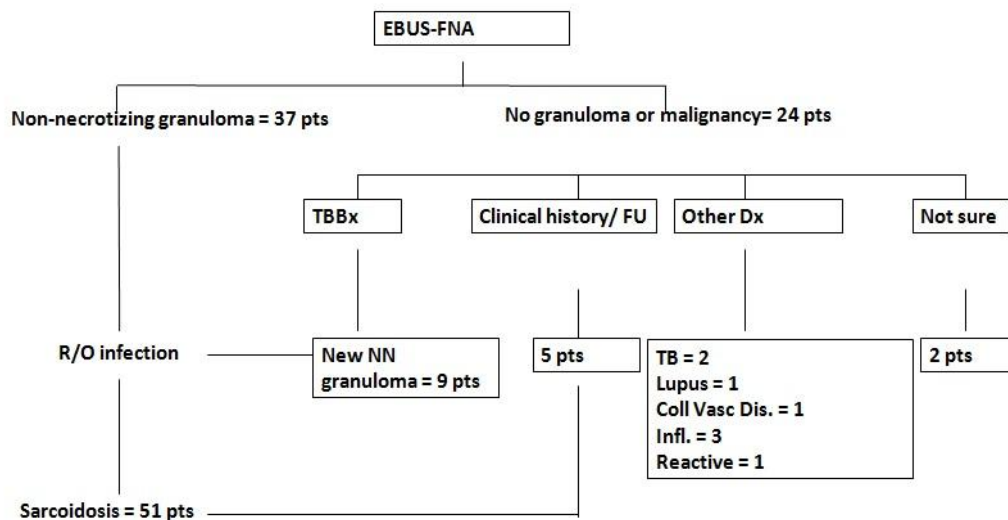 EBUS-FNA
Non-necrotizing granuloma = 37 pts
No granuloma or malignancy= 24 pts
TBBx
Clinical history/ FU
Other Dx
Not sure
R/O infection
New NN
granuloma = 9 pts
5 pts
TB = 2
Lupus = 1
Coll Vasc Dis. = 1
Infl. = 3
Reactive = 1
2 pts
Sarcoidosis = 51 pts